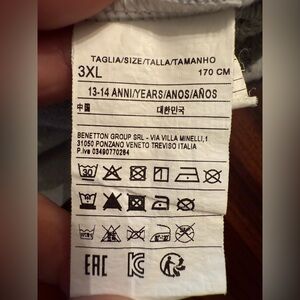 TAGLIA/SIZE/TALLA/TAMANHO
3XL 170 CM
13-14 ANNI/YEARS/ANOS/AÑOS
中国 대한민국
BENETTON GROUP SRL - VIA VILLA MINELLI,1
31050 PONZANO VENETO TREVISO ITALIA
P.Iva 03490770264
30
EAC